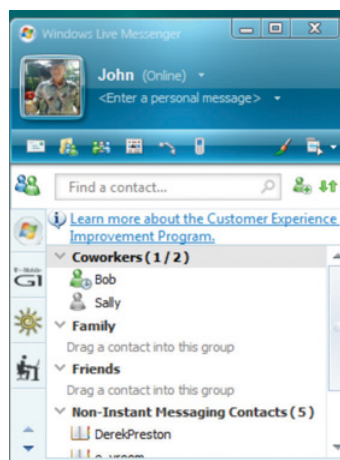 Windows Live Messenger
John (Online)
<Enter a personal message>
Find a contact...
Learn more about the Customer Experience
Improvement Program.
Coworkers (1/2)
T-Mobile
G1
Bob
Sally
Family
Drag a contact into this group
Friends
Drag a contact into this group
Non-Instant Messaging Contacts (5)
DerekPreston